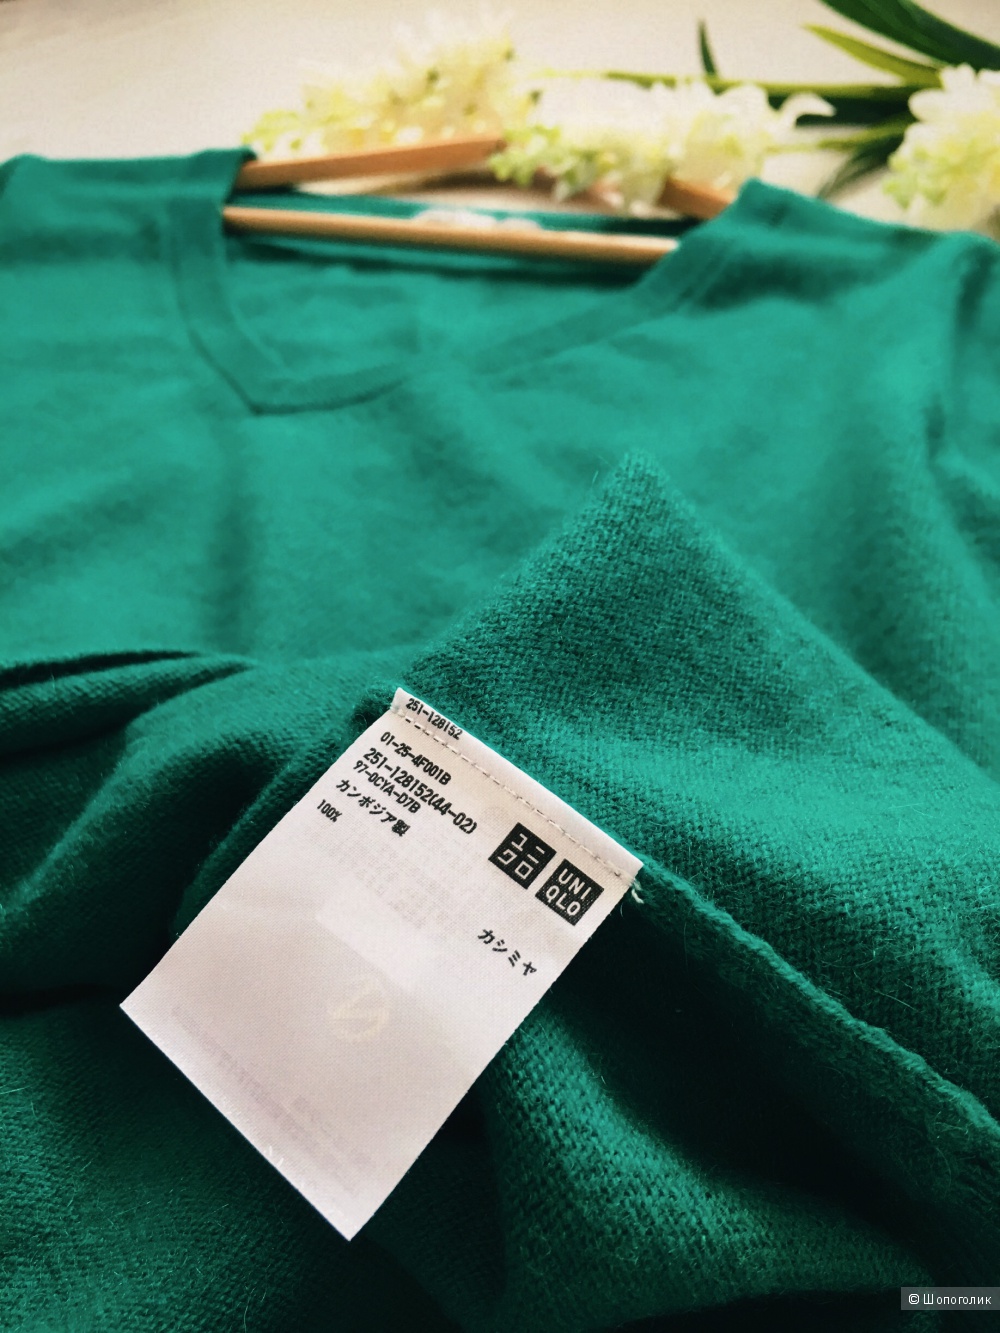 251-128152
01-25-4F001B
251-128152(44-02)
97-0CYA-D7B
カンボジア製
100%
ユニ
クロ
UNI
QLO
カシミヤ
© Шопоголик